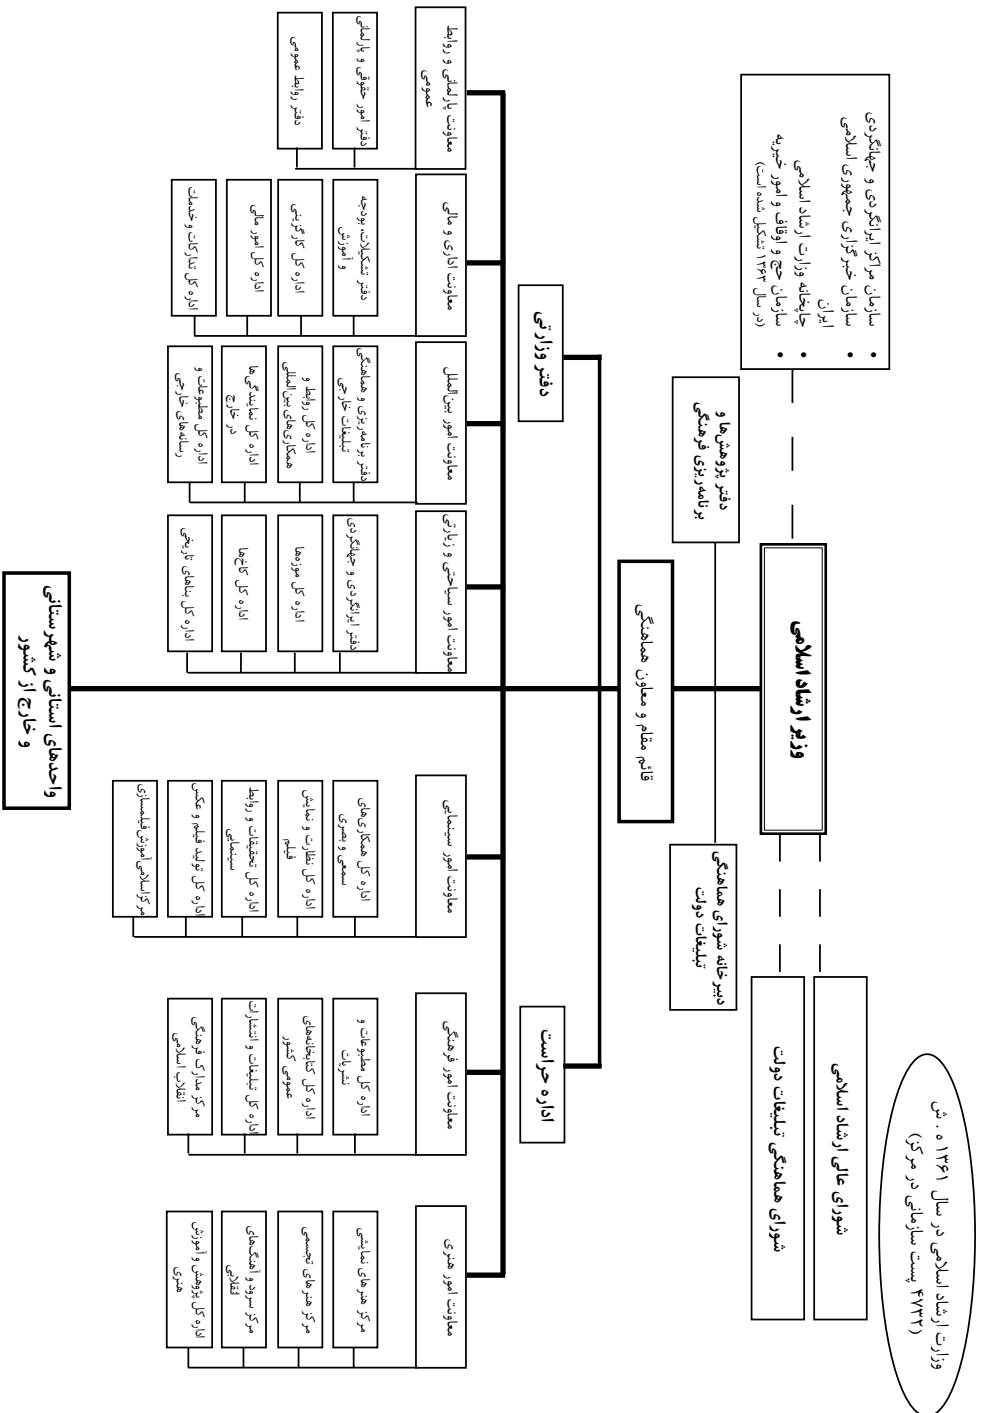 وزارت ارشاد اسلامی در سال ۱۳۶۱ ه . ش
(۴۷۳۲ پست سازمانی در مرکز)
شورای عالی ارشاد اسلامی
شورای هماهنگی تبلیغات دولت
وزیر ارشاد اسلامی
• سازمان مراکز ایرانگردی و جهانگردی
• سازمان خبرگزاری جمهوری اسلامی
ایران
• چاپخانه وزارت ارشاد اسلامی
• سازمان حج و اوقاف و امور خیریه
(در سال ۱۳۶۳ تشکیل شده است)
دبیرخانه شورای هماهنگی
تبلیغات دولت
دفتر پژوهش‌ها و
برنامه‌ریزی فرهنگی
قائم مقام و معاون هماهنگی
اداره حراست
دفتر وزارتی
معاونت امور هنری
مرکز هنرهای نمایشی
مرکز هنرهای تجسمی
مرکز سرود و آهنگ‌های
انقلابی
اداره کل پژوهش و آموزش
هنری
معاونت امور فرهنگی
اداره کل مطبوعات و
نشریات
اداره کل کتابخانه‌های
عمومی کشور
اداره کل تبلیغات و انتشارات
مرکز مدارک فرهنگی
انقلاب اسلامی
معاونت امور سینمایی
اداره کل همکاری‌های
سمعی و بصری
اداره کل نظارت و نمایش
فیلم
اداره کل تحقیقات و روابط
سینمایی
اداره کل تولید فیلم و عکس
مرکز اسلامی آموزش فیلمسازی
معاونت امور سیاحتی و زیارتی
دفتر ایرانگردی و جهانگردی
اداره کل موزه‌ها
اداره کل کاخ‌ها
اداره کل بناهای تاریخی
معاونت امور بین‌الملل
دفتر برنامه‌ریزی و هماهنگی
تبلیغات خارجی
اداره کل روابط و
همکاری‌های بین‌المللی
اداره کل نمایندگی‌ها
در خارج
اداره کل مطبوعات و
رسانه‌های خارجی
معاونت اداری و مالی
دفتر تشکیلات، بودجه
و آموزش
اداره کل کارگزینی
اداره کل امور مالی
اداره کل تدارکات و خدمات
معاونت پارلمانی و روابط
عمومی
دفتر امور حقوقی و پارلمانی
دفتر روابط عمومی
واحدهای استانی و شهرستانی
و خارج از کشور